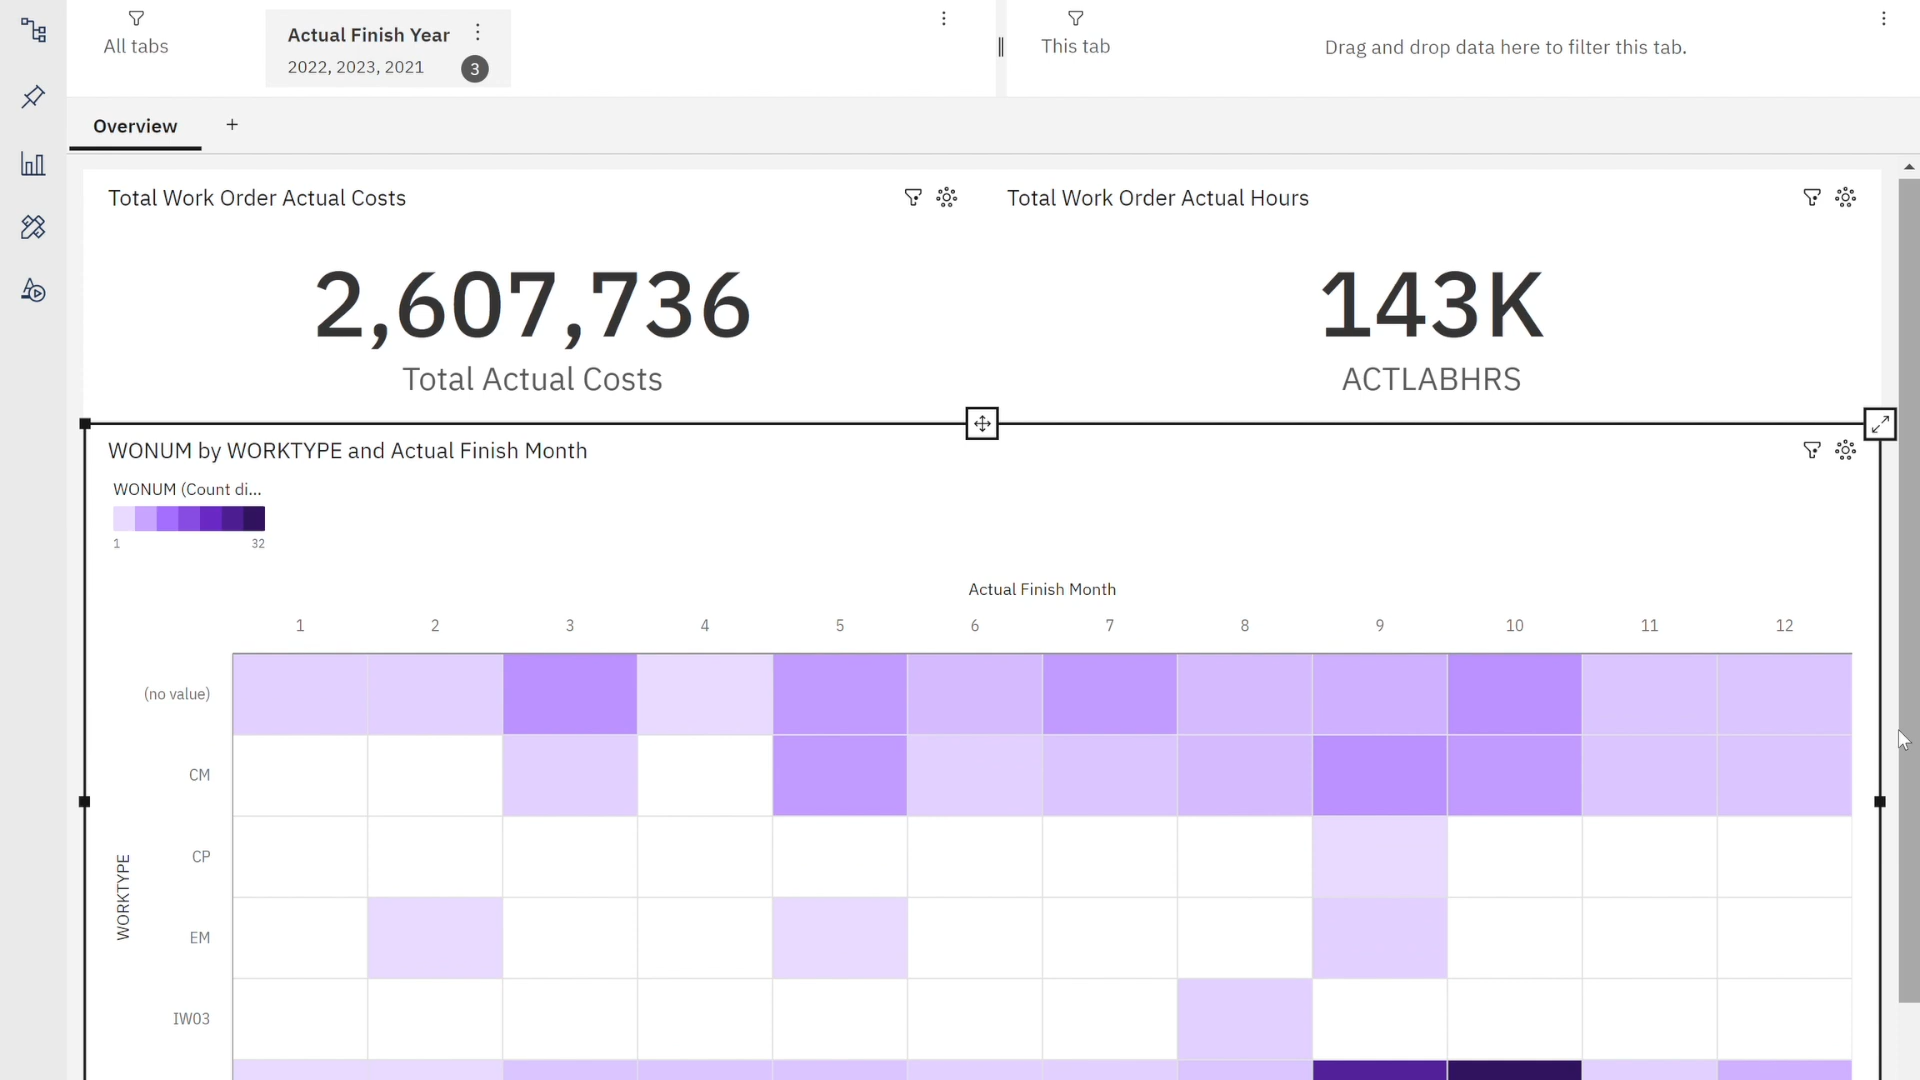 All tabs
Actual Finish Year
2022, 2023, 2021
3
This tab
Drag and drop data here to filter this tab.
Overview
+
Total Work Order Actual Costs
Total Work Order Actual Hours
2,607,736
Total Actual Costs
143K
ACTLABHRS
WONUM by WORKTYPE and Actual Finish Month
WONUM (Count di...
1 32
Actual Finish Month
1 2 3 4 5 6 7 8 9 10 11 12
(no value)
CM
CP
EM
IW03
WORKTYPE